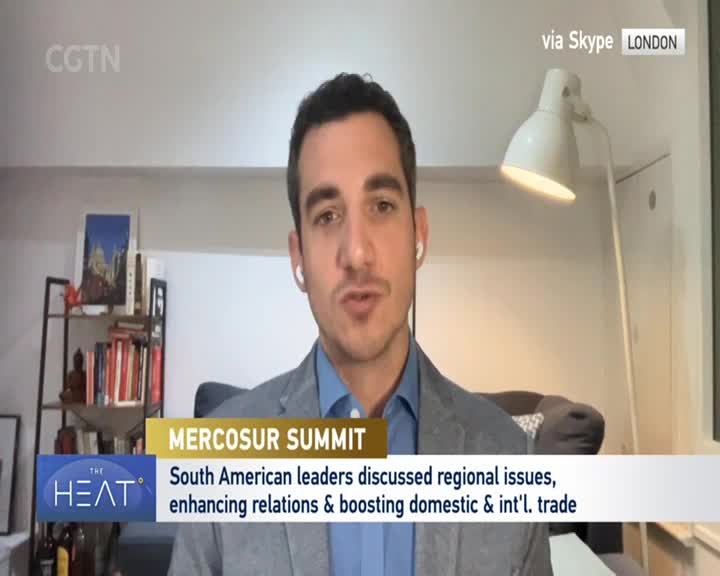 CGTN
via Skype LONDON
MERCOSUR SUMMIT
THE
HEAT
South American leaders discussed regional issues,
enhancing relations & boosting domestic & int'l. trade